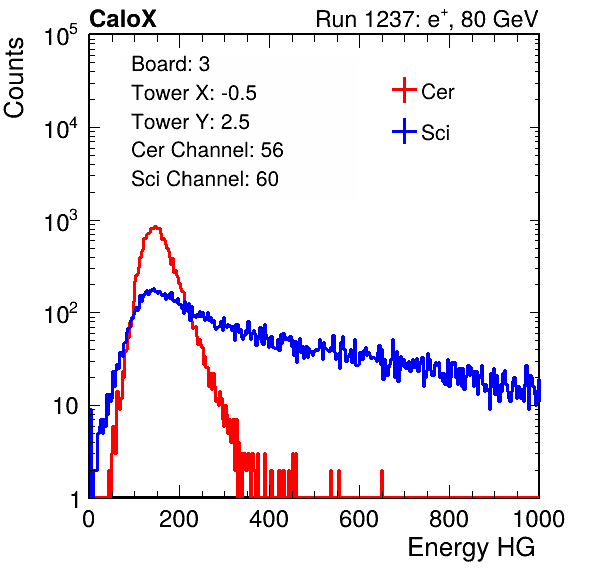 CaloX
Run 1237: e+, 80 GeV
Counts
10^5
10^4
10^3
10^2
10
1
Board: 3
Tower X: -0.5
Tower Y: 2.5
Cer Channel: 56
Sci Channel: 60
Cer
Sci
0 200 400 600 800 1000
Energy HG